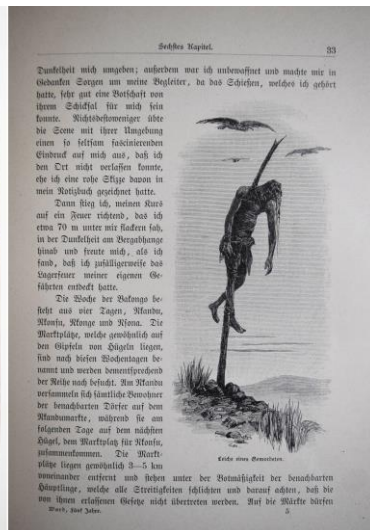 Sechstes Kapitel. 33
Dunkelheit mich umgeben; außerdem war ich unbewaffnet und machte mir in
Gedanken Sorgen um meine Begleiter, da das Schießen, welches ich gehört
hatte, sehr gut eine Botschaft von
ihrem Schicksal für mich sein
konnte. Nichtsdestoweniger übte
die Scene mit ihrer Umgebung
einen so seltsam fascinierenden
Eindruck auf mich aus, daß ich
den Ort nicht verlassen konnte,
ehe ich eine rohe Skizze davon in
mein Notizbuch gezeichnet hatte.
Dann stieg ich, meinen Kurs
auf ein Feuer richtend, das ich
etwa 70 m unter mir flackern sah,
in der Dunkelheit am Bergabhange
hinab und freute mich, als ich
fand, daß ich zufälligerweise das
Lagerfeuer meiner eigenen Ge-
fährten entdeckt hatte.
Die Woche der Bakongo be-
steht aus vier Tagen, Nkandu,
Nkonsu, Nkonge und Nsona. Die
Marktplätze, welche gewöhnlich auf
den Gipfeln von Hügeln liegen,
sind nach diesen Wochentagen be-
nannt und werden dementsprechend
der Reihe nach besucht. Am Nkandu
versammeln sich sämtliche Bewohner
der benachbarten Dörfer auf dem
Nkandumarkte, während sie am
folgenden Tage auf dem nächsten
Hügel, dem Marktplatz für Nkonsu,
zusammenkommen. Die Markt-
plätze liegen gewöhnlich 3—5 km
voneinander entfernt und stehen unter der Botmäßigkeit der benachbarten
Häuptlinge, welche alle Streitigkeiten schlichten und darauf achten, daß die
von ihnen erlassenen Gesetze nicht übertreten werden. Auf die Märkte dürfen
Leiche eines Gemordeten.
Ward, Fünf Jahre. 5